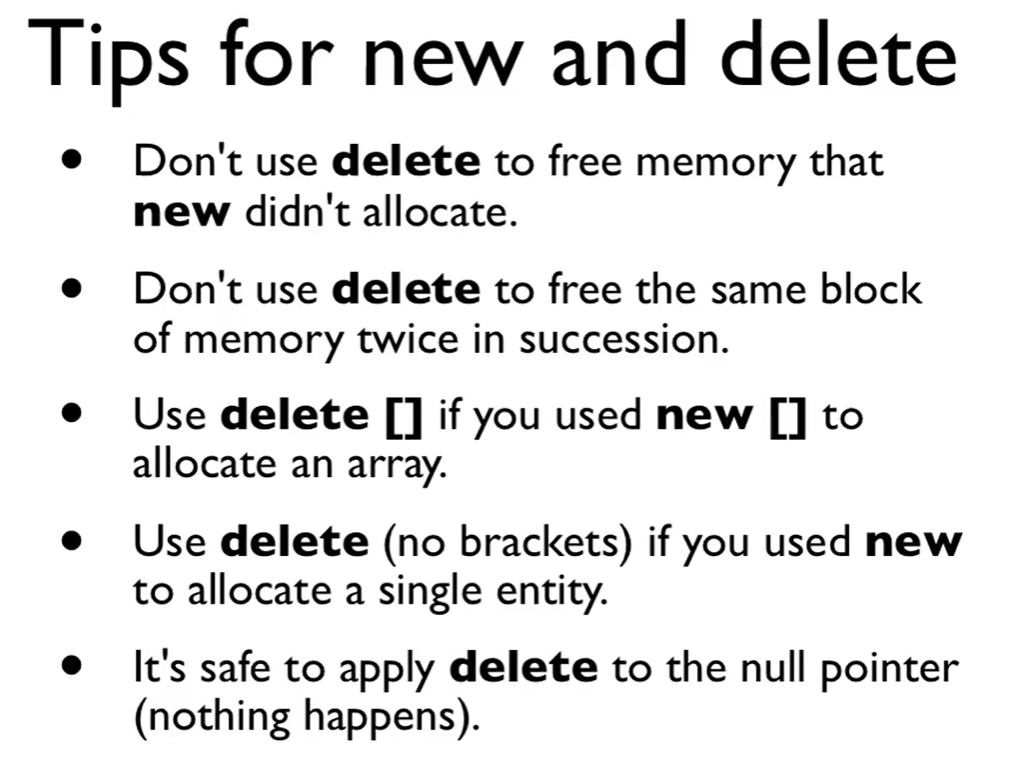 Tips for new and delete
• Don't use delete to free memory that
new didn't allocate.
• Don't use delete to free the same block
of memory twice in succession.
• Use delete [] if you used new [] to
allocate an array.
• Use delete (no brackets) if you used new
to allocate a single entity.
• It's safe to apply delete to the null pointer
(nothing happens).